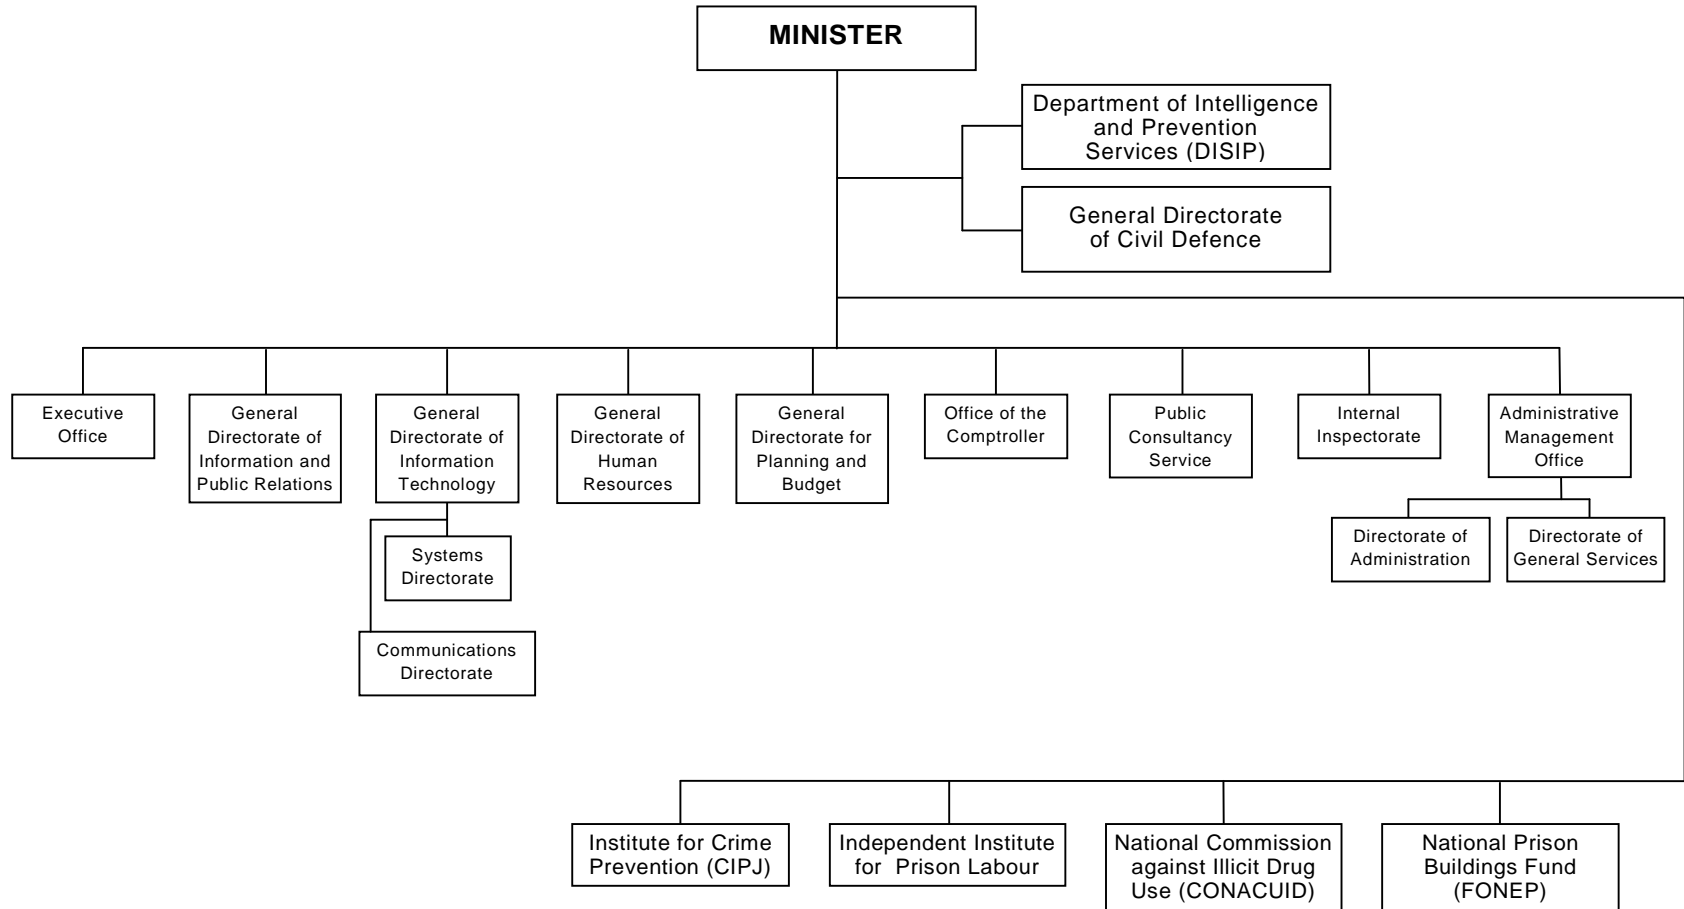 MINISTER
Department of Intelligence
and Prevention
Services (DISIP)
General Directorate
of Civil Defence
Executive
Office
General
Directorate of
Information and
Public Relations
General
Directorate of
Information
Technology
General
Directorate of
Human
Resources
General
Directorate for
Planning and
Budget
Office of the
Comptroller
Public
Consultancy
Service
Internal
Inspectorate
Administrative
Management
Office
Systems
Directorate
Communications
Directorate
Directorate of
Administration
Directorate of
General Services
Institute for Crime
Prevention (CIPJ)
Independent Institute
for Prison Labour
National Commission
against Illicit Drug
Use (CONACUID)
National Prison
Buildings Fund
(FONEP)